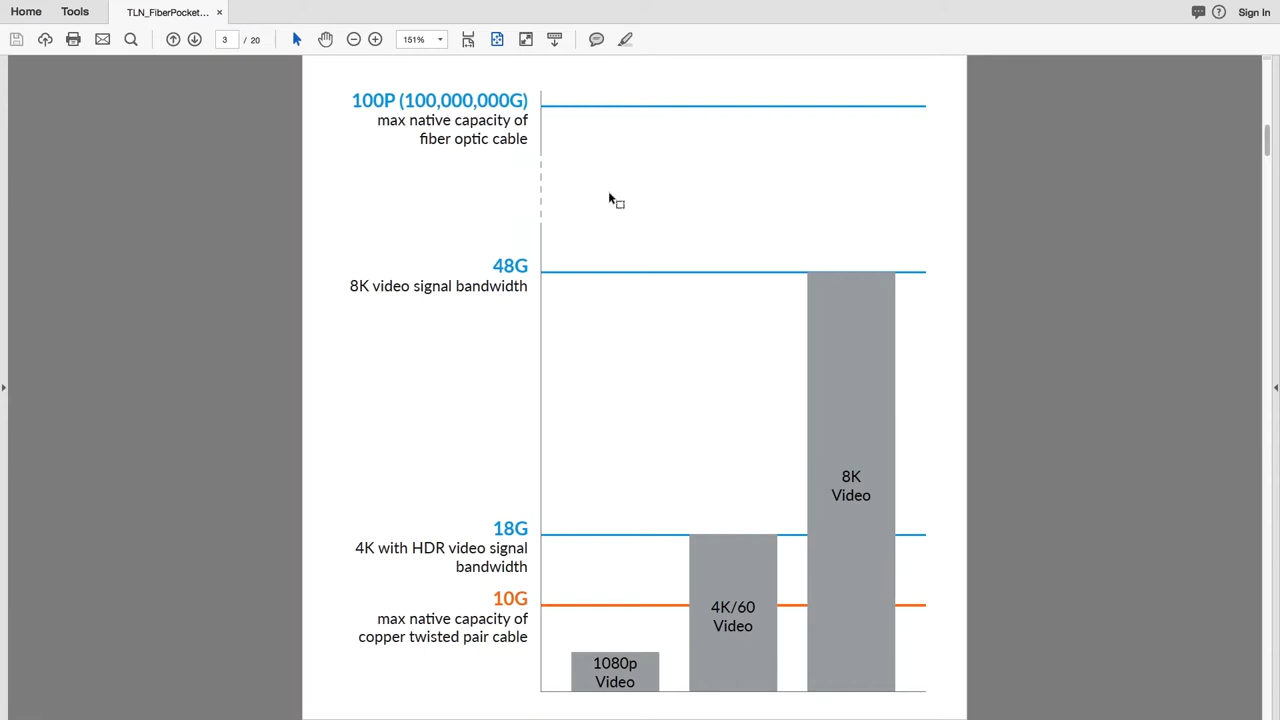 Home Tools TLN_FiberPocket... × Sign In
3 / 20 151%
100P (100,000,000G)
max native capacity of
fiber optic cable
48G
8K video signal bandwidth
8K
Video
18G
4K with HDR video signal
bandwidth
10G
max native capacity of
copper twisted pair cable
4K/60
Video
1080p
Video